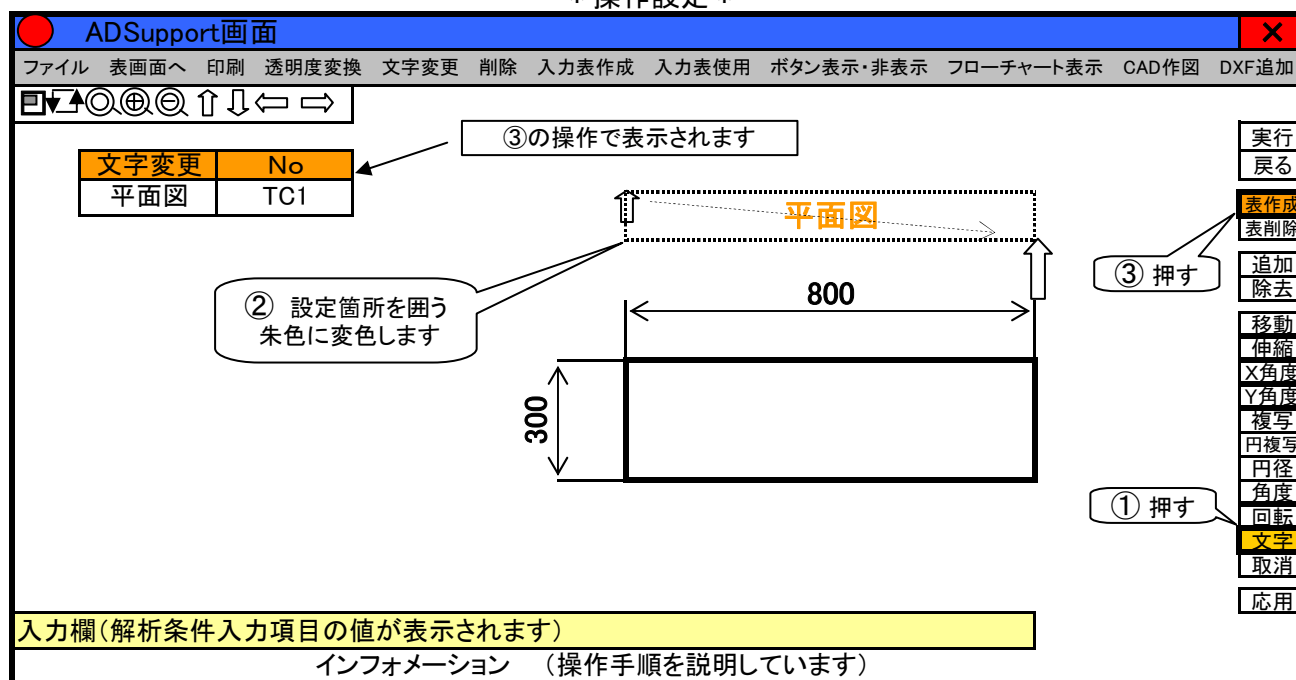 *操作設定*
ADSupport画面
ファイル 表画面へ 印刷 透明度変換 文字変更 削除 入力表作成 入力表使用 ボタン表示・非表示 フローチャート表示 CAD作図 DXF追加
③の操作で表示されます
文字変更 No
平面図 TC1
平面図
② 設定箇所を囲う
朱色に変色します
800
300
③ 押す
① 押す
実行
戻る
表作成
表削除
追加
除去
移動
伸縮
X角度
Y角度
複写
円複写
円径
角度
回転
文字
取消
応用
入力欄(解析条件入力項目の値が表示されます)
インフォメーション (操作手順を説明しています)